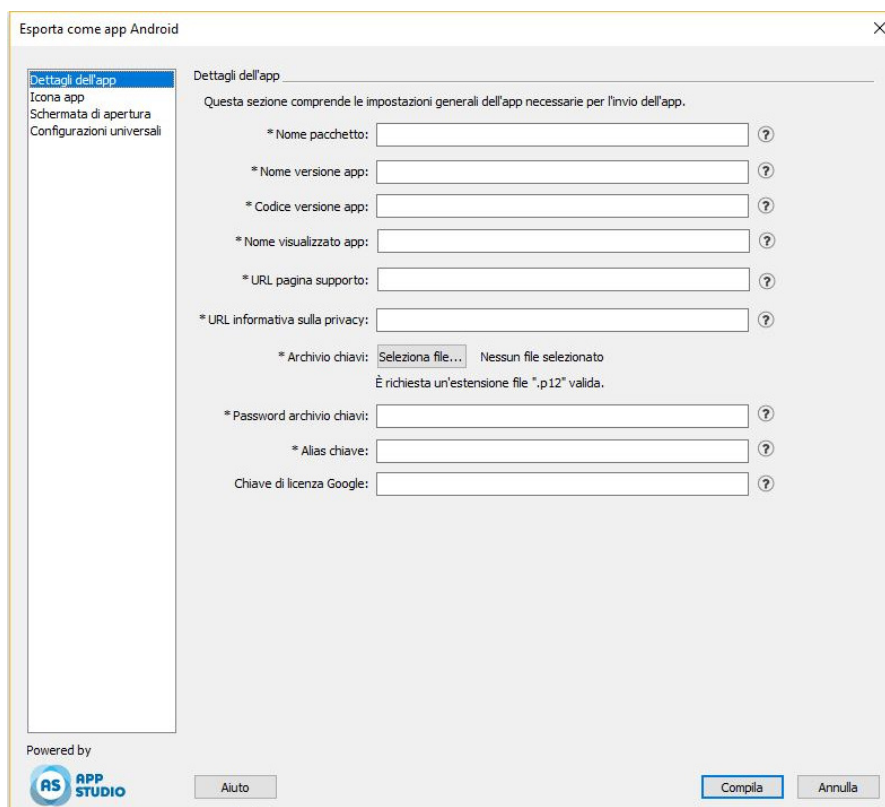 Esporta come app Android
Dettagli dell'app
Icona app
Schermata di apertura
Configurazioni universali
Dettagli dell'app
Questa sezione comprende le impostazioni generali dell'app necessarie per l'invio dell'app.
* Nome pacchetto: ?
* Nome versione app: ?
* Codice versione app: ?
* Nome visualizzato app: ?
* URL pagina supporto: ?
* URL informativa sulla privacy: ?
* Archivio chiavi: Seleziona file... Nessun file selezionato
È richiesta un'estensione file ".p12" valida.
* Password archivio chiavi: ?
* Alias chiave: ?
Chiave di licenza Google: ?
Powered by
AS APP STUDIO
Aiuto Compila Annulla